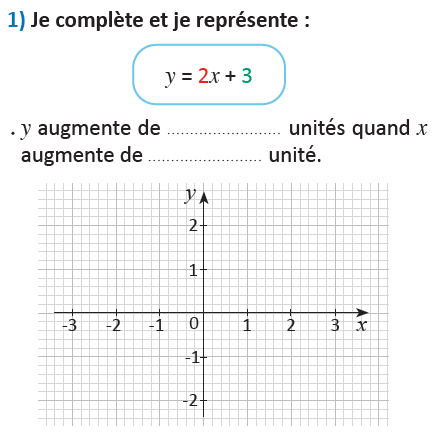 1) Je complète et je représente :
y = 2x + 3
. y augmente de ........................ unités quand x
augmente de ........................ unité.
y
2
1
-3 -2 -1 0 1 2 3 x
-1
-2